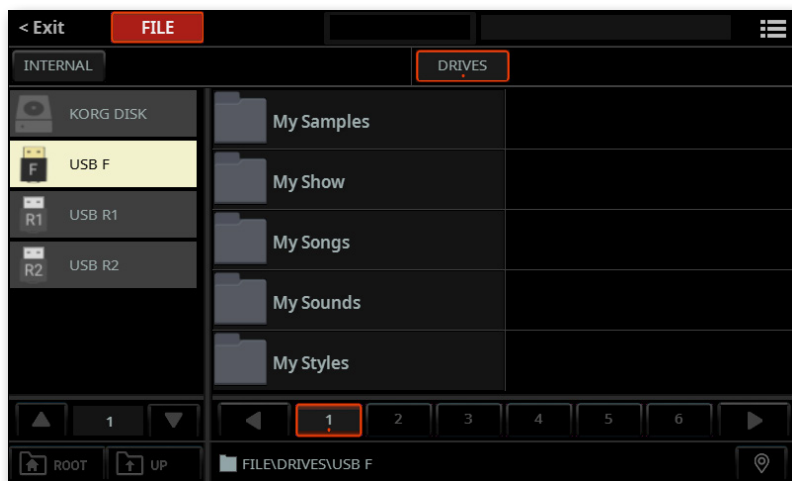 < Exit FILE
INTERNAL DRIVES
KORG DISK
F USB F
R1 USB R1
R2 USB R2
My Samples
My Show
My Songs
My Sounds
My Styles
1 1 2 3 4 5 6
ROOT UP FILE\DRIVES\USB F